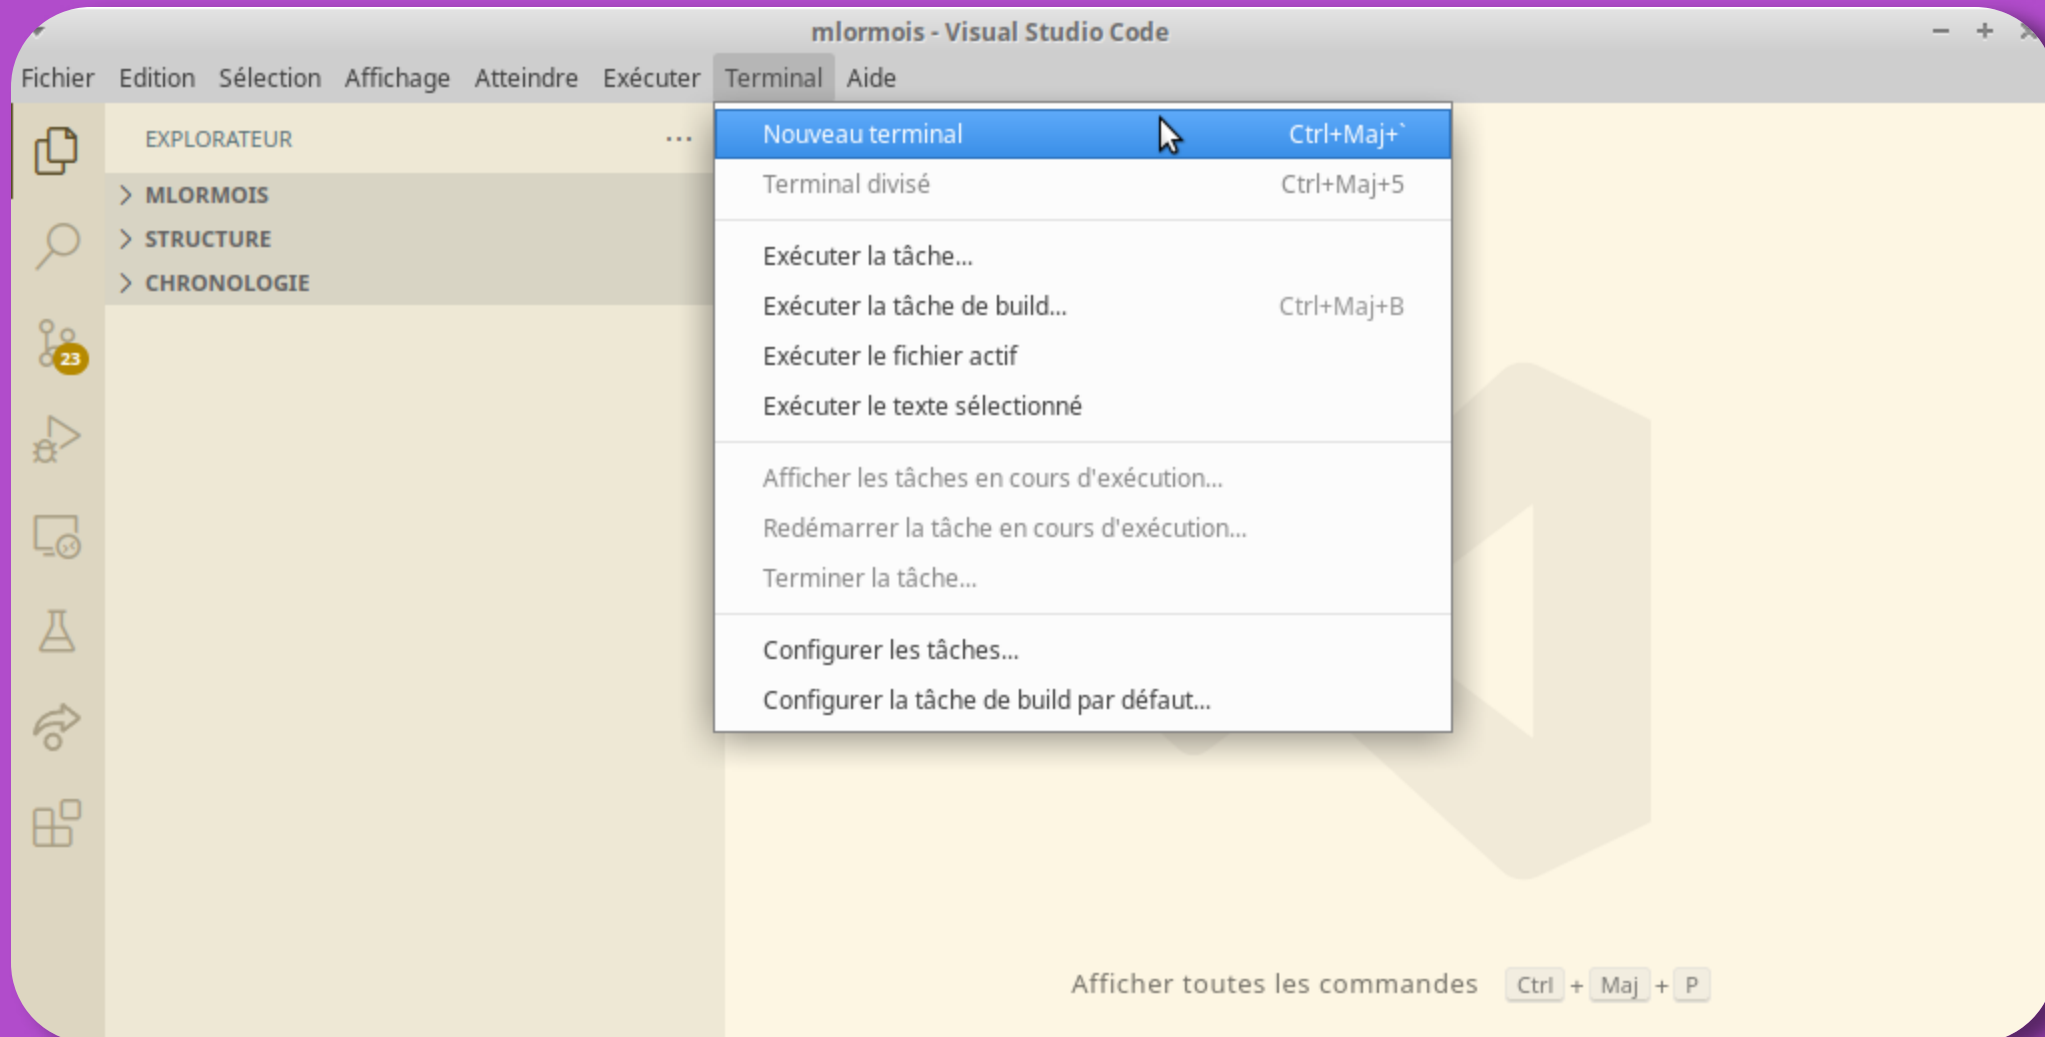 mlormois - Visual Studio Code
Fichier Edition Sélection Affichage Atteindre Exécuter Terminal Aide
EXPLORATEUR ...
MLORMOIS
STRUCTURE
CHRONOLOGIE
23
Nouveau terminal Ctrl+Maj+`
Terminal divisé Ctrl+Maj+5
Exécuter la tâche...
Exécuter la tâche de build... Ctrl+Maj+B
Exécuter le fichier actif
Exécuter le texte sélectionné
Afficher les tâches en cours d'exécution...
Redémarrer la tâche en cours d'exécution...
Terminer la tâche...
Configurer les tâches...
Configurer la tâche de build par défaut...
Afficher toutes les commandes Ctrl + Maj + P